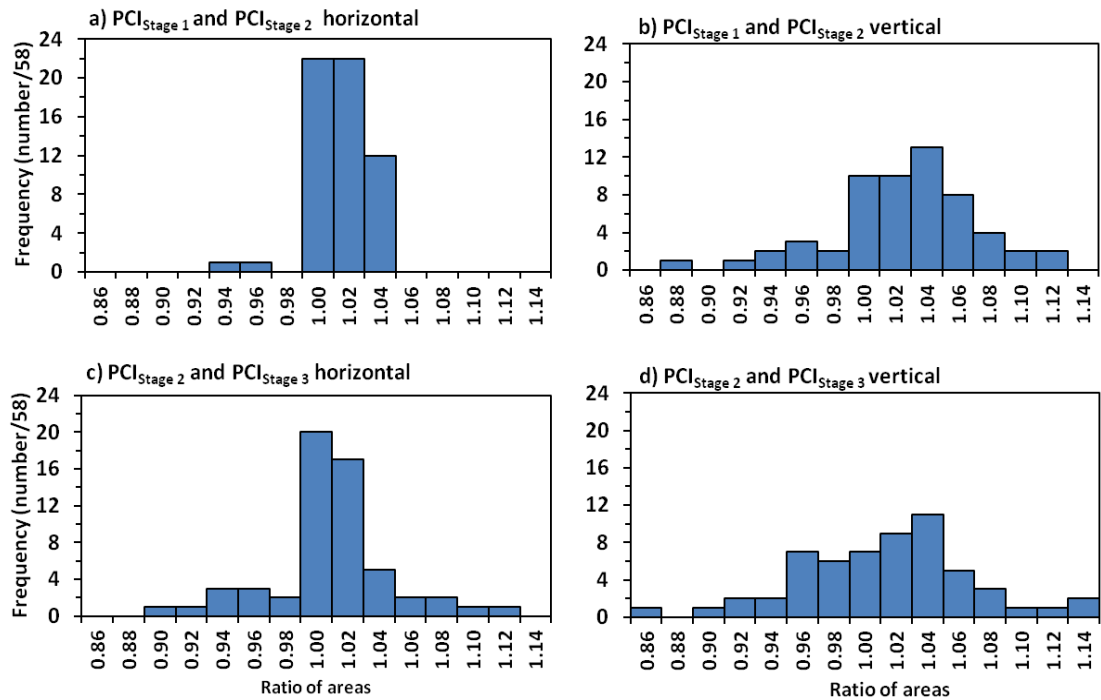 a) PCIStage 1 and PCIStage 2 horizontal
Frequency (number/58)
24
20
16
12
8
4
0
0.86 0.88 0.90 0.92 0.94 0.96 0.98 1.00 1.02 1.04 1.06 1.08 1.10 1.12 1.14
b) PCIStage 1 and PCIStage 2 vertical
24
20
16
12
8
4
0
0.86 0.88 0.90 0.92 0.94 0.96 0.98 1.00 1.02 1.04 1.06 1.08 1.10 1.12 1.14
c) PCIStage 2 and PCIStage 3 horizontal
Frequency (number/58)
24
20
16
12
8
4
0
0.86 0.88 0.90 0.92 0.94 0.96 0.98 1.00 1.02 1.04 1.06 1.08 1.10 1.12 1.14
Ratio of areas
d) PCIStage 2 and PCIStage 3 vertical
24
20
16
12
8
4
0
0.86 0.88 0.90 0.92 0.94 0.96 0.98 1.00 1.02 1.04 1.06 1.08 1.10 1.12 1.14
Ratio of areas